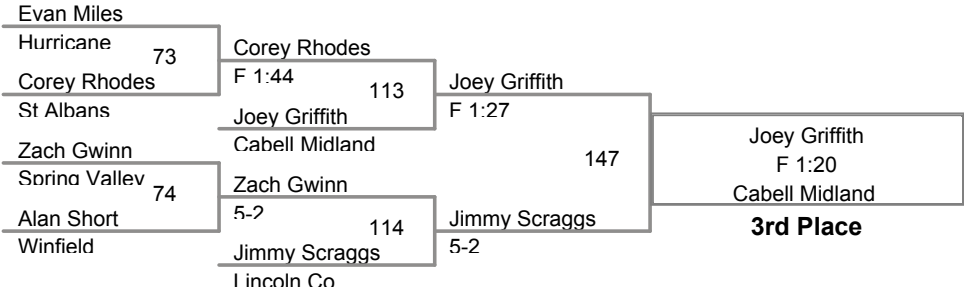 Evan Miles
Hurricane
73
Corey Rhodes
St Albans
Zach Gwinn
Spring Valley
74
Alan Short
Winfield
Corey Rhodes
F 1:44
113
Joey Griffith
Cabell Midland
Zach Gwinn
5-2
114
Jimmy Scraggs
Lincoln Co
Joey Griffith
F 1:27
147
Jimmy Scraggs
5-2
Joey Griffith
F 1:20
Cabell Midland
3rd Place